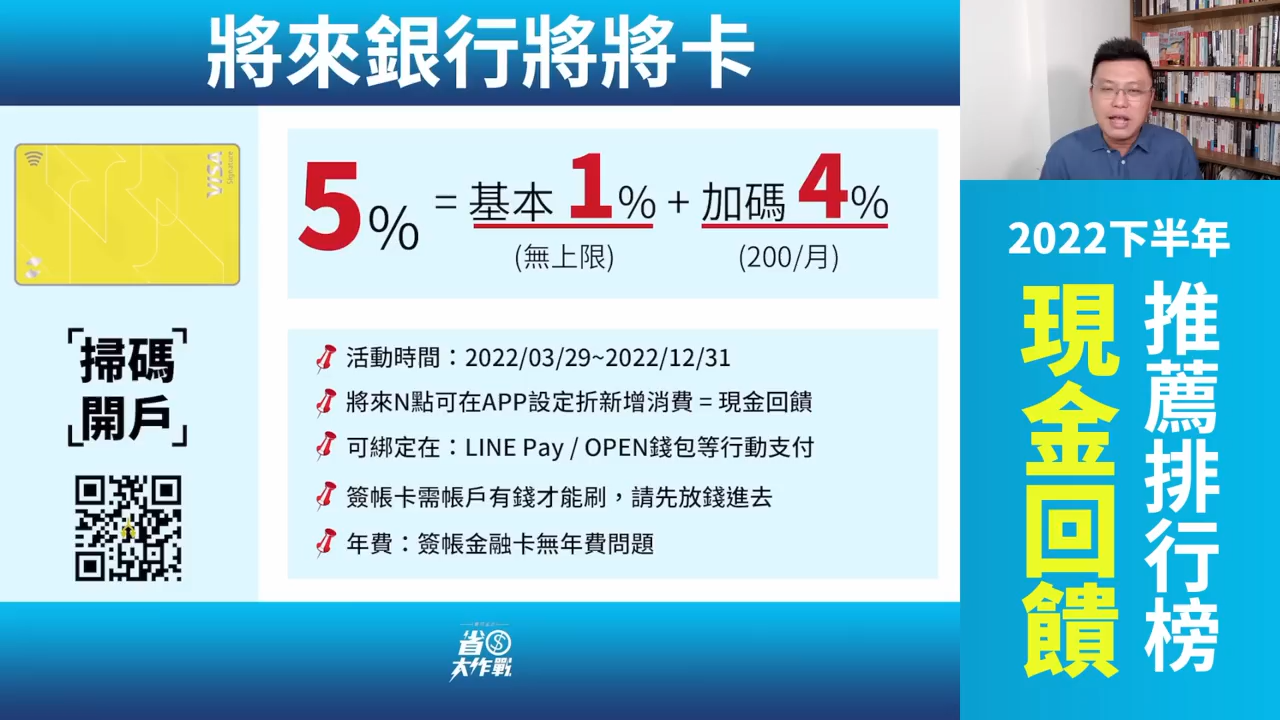 將來銀行將將卡
VISA
Signature
5% = 基本 1% + 加碼 4%
(無上限)
(200/月)
掃碼
開戶
活動時間：2022/03/29~2022/12/31
將來N點可在APP設定折新增消費 = 現金回饋
可綁定在：LINE Pay / OPEN錢包等行動支付
簽帳卡需帳戶有錢才能刷，請先放錢進去
年費：簽帳金融卡無年費問題
省
大作戰
2022下半年
推薦排行榜
現金回饋